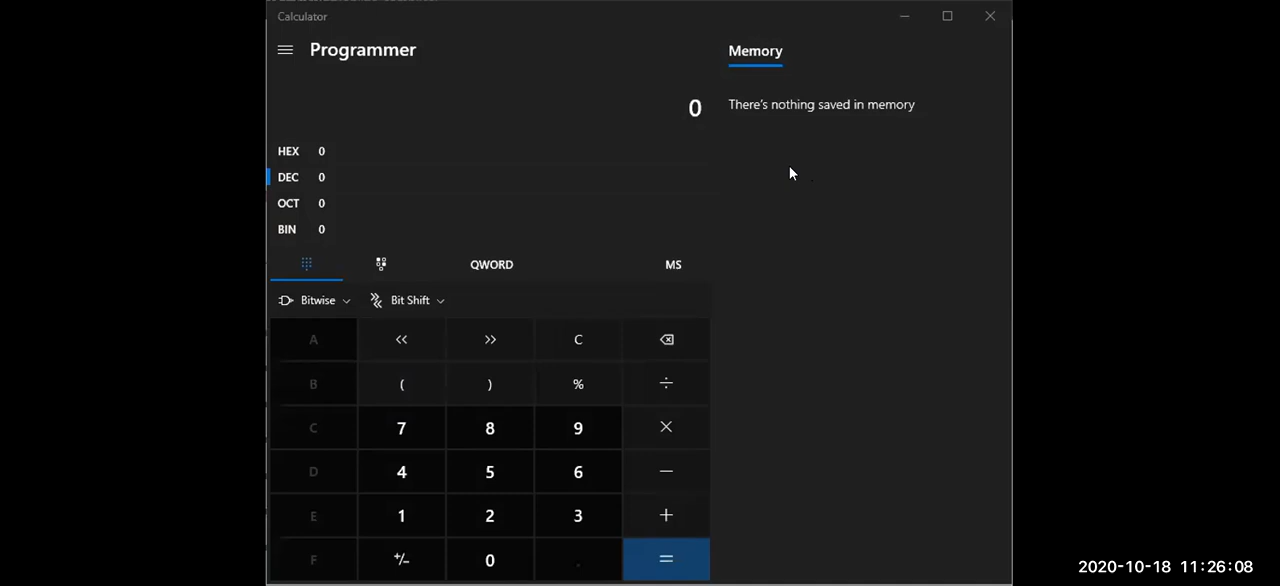 Calculator
Programmer
Memory
0
There's nothing saved in memory
HEX 0
DEC 0
OCT 0
BIN 0
QWORD MS
Bitwise Bit Shift
A << >> C
B ( ) % ÷
C 7 8 9 ×
D 4 5 6 −
E 1 2 3 +
F +/− 0 . =
2020-10-18 11:26:08